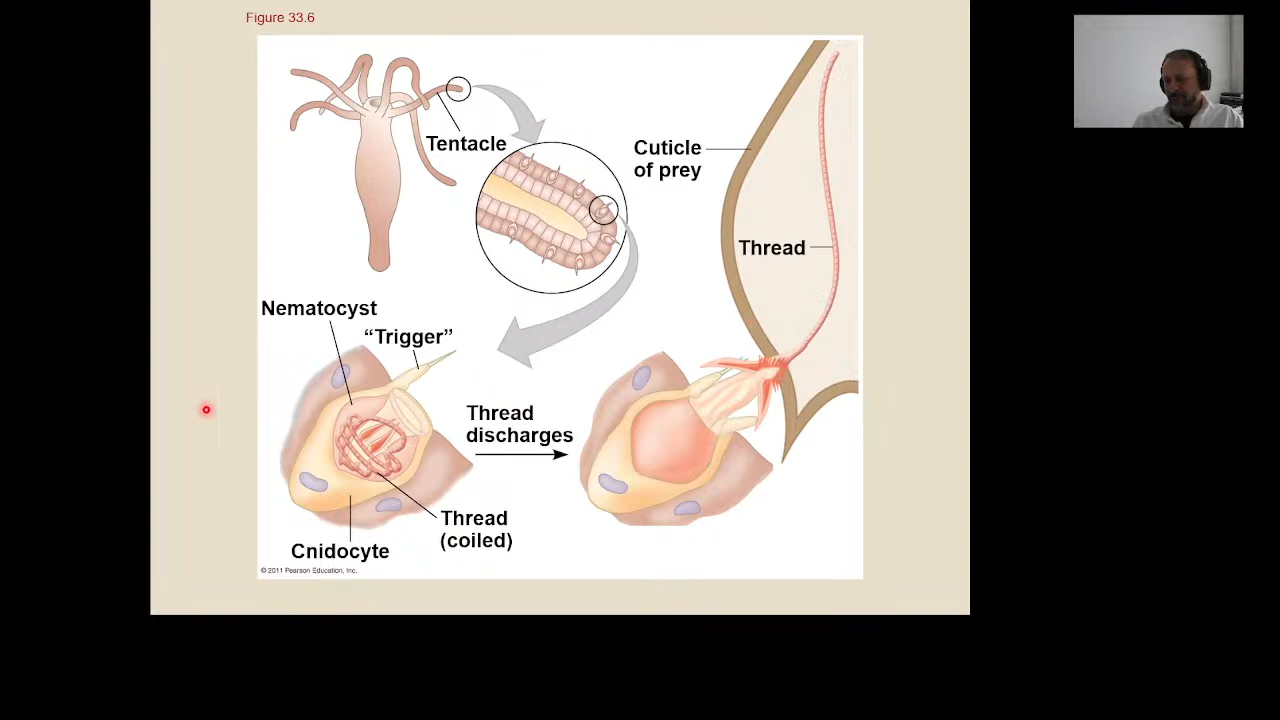 Figure 33.6
Tentacle
Cuticle
of prey
Thread
Nematocyst
“Trigger”
Thread
discharges
Thread
(coiled)
Cnidocyte
© 2011 Pearson Education, Inc.